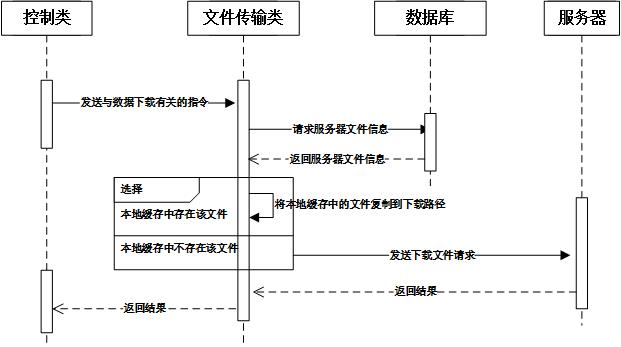 控制类
文件传输类
数据库
服务器
发送与数据下载有关的指令
请求服务器文件信息
返回服务器文件信息
选择
将本地缓存中的文件复制到下载路径
本地缓存中存在该文件
本地缓存中不存在该文件
发送下载文件请求
返回结果
返回结果